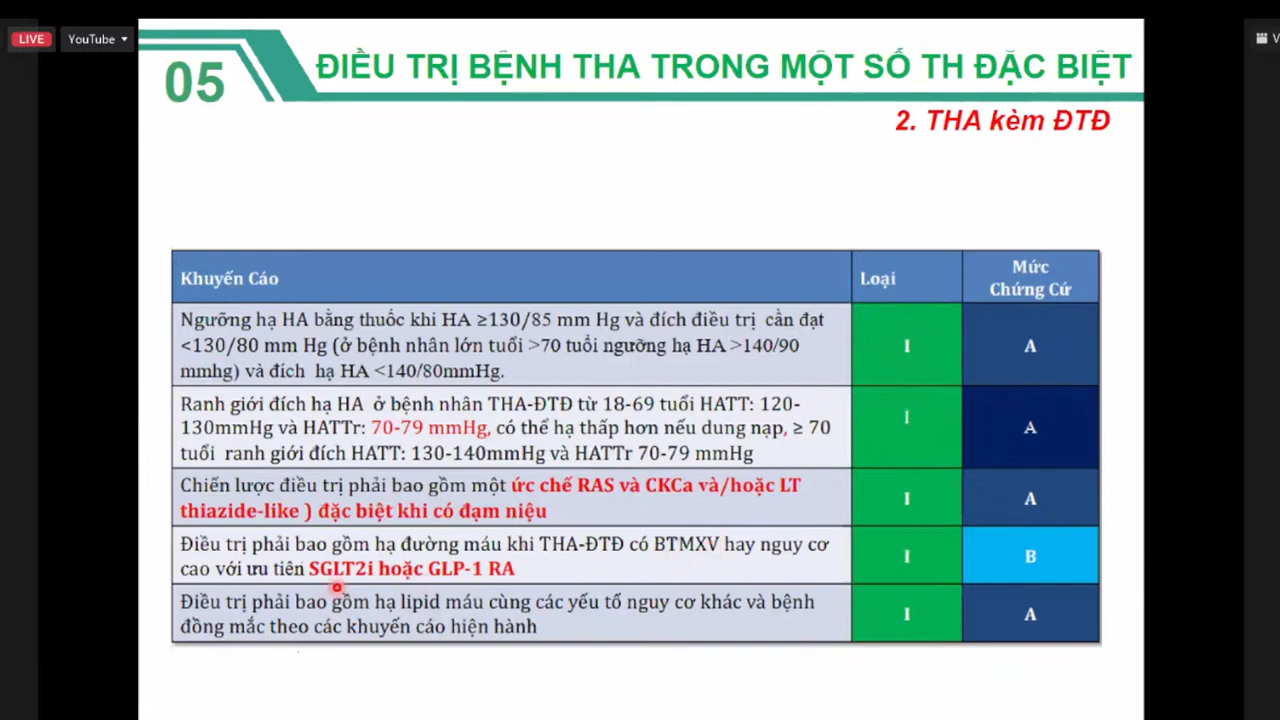 LIVE
YouTube
V
05
ĐIỀU TRỊ BỆNH THA TRONG MỘT SỐ TH ĐẶC BIỆT
2. THA kèm ĐTĐ
Khuyến Cáo
Loại
Mức
Chứng Cứ
Ngưỡng hạ HA bằng thuốc khi HA ≥130/85 mm Hg và đích điều trị cần đạt
<130/80 mm Hg (ở bệnh nhân lớn tuổi >70 tuổi ngưỡng hạ HA >140/90
mmhg) và đích hạ HA <140/80mmHg.
I
A
Ranh giới đích hạ HA ở bệnh nhân THA-ĐTĐ từ 18-69 tuổi HATT: 120-
130mmHg và HATTr: 70-79 mmHg, có thể hạ thấp hơn nếu dung nạp, ≥ 70
tuổi ranh giới đích HATT: 130-140mmHg và HATTr 70-79 mmHg
I
A
Chiến lược điều trị phải bao gồm một ức chế RAS và CKCa và/hoặc LT
thiazide-like ) đặc biệt khi có đạm niệu
I
A
Điều trị phải bao gồm hạ đường máu khi THA-ĐTĐ có BTMXV hay nguy cơ
cao với ưu tiên SGLT2i hoặc GLP-1 RA
I
B
Điều trị phải bao gồm hạ lipid máu cùng các yếu tố nguy cơ khác và bệnh
đồng mắc theo các khuyến cáo hiện hành
I
A